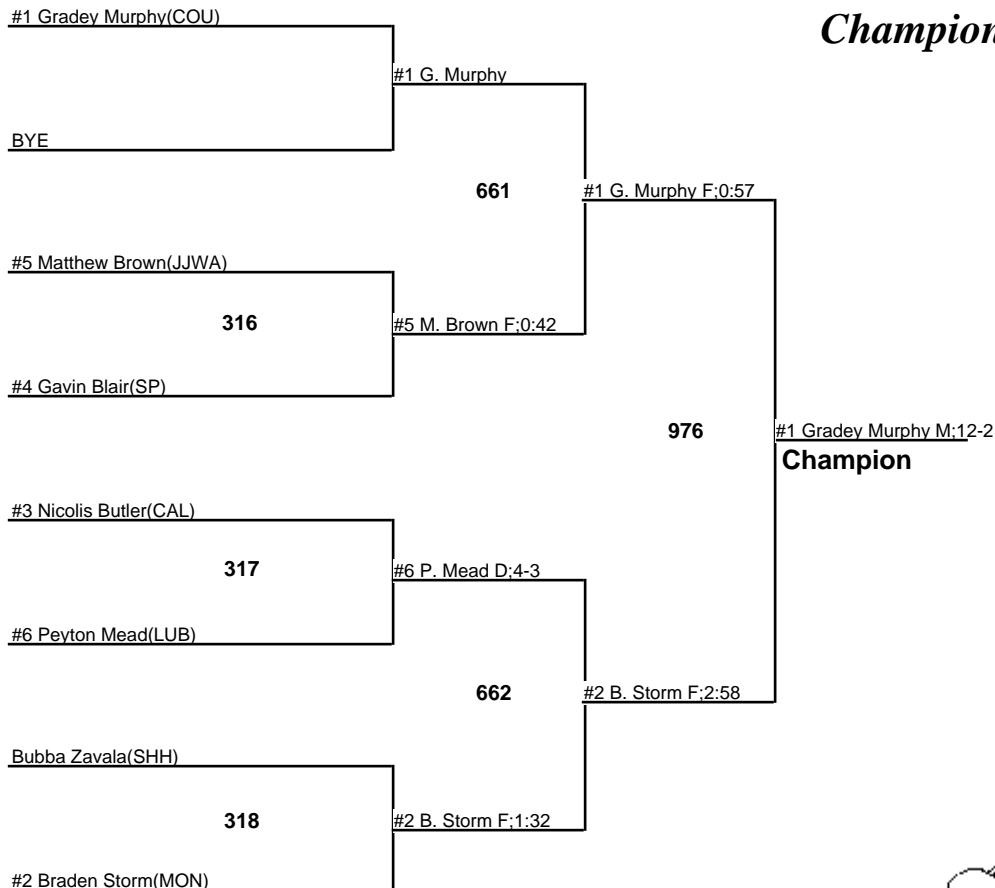 #1 Gradey Murphy(COU)
Champion
#1 G. Murphy
BYE
661
#1 G. Murphy F;0:57
#5 Matthew Brown(JJWA)
316
#5 M. Brown F;0:42
#4 Gavin Blair(SP)
976
#1 Gradey Murphy M;12-2
Champion
#3 Nicolis Butler(CAL)
317
#6 P. Mead D;4-3
#6 Peyton Mead(LUB)
662
#2 B. Storm F;2:58
Bubba Zavala(SHH)
318
#2 B. Storm F;1:32
#2 Braden Storm(MON)